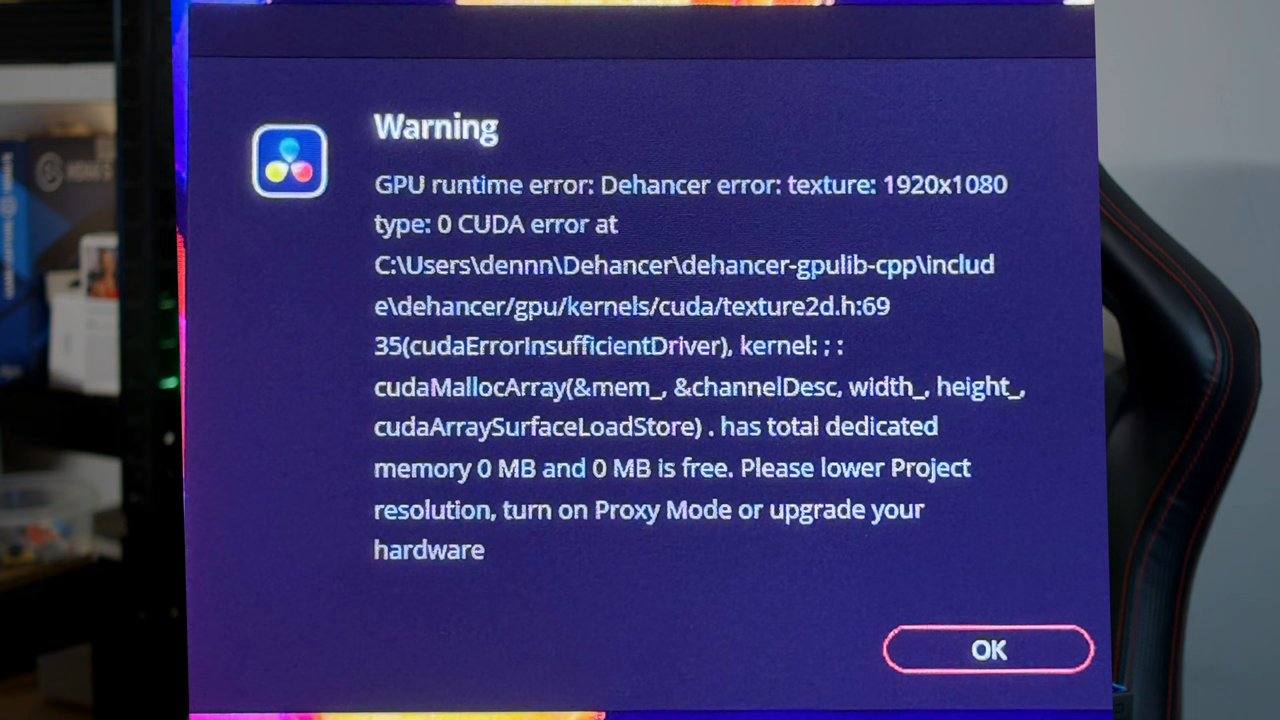 Warning
GPU runtime error: Dehancer error: texture: 1920x1080
type: 0 CUDA error at
C:\Users\dennn\Dehancer\dehancer-gpulib-cpp\includ
e\dehancer/gpu/kernels/cuda/texture2d.h:69
35(cudaErrorInsufficientDriver), kernel: ; :
cudaMallocArray(&mem_, &channelDesc, width_, height_,
cudaArraySurfaceLoadStore) . has total dedicated
memory 0 MB and 0 MB is free. Please lower Project
resolution, turn on Proxy Mode or upgrade your
hardware
OK